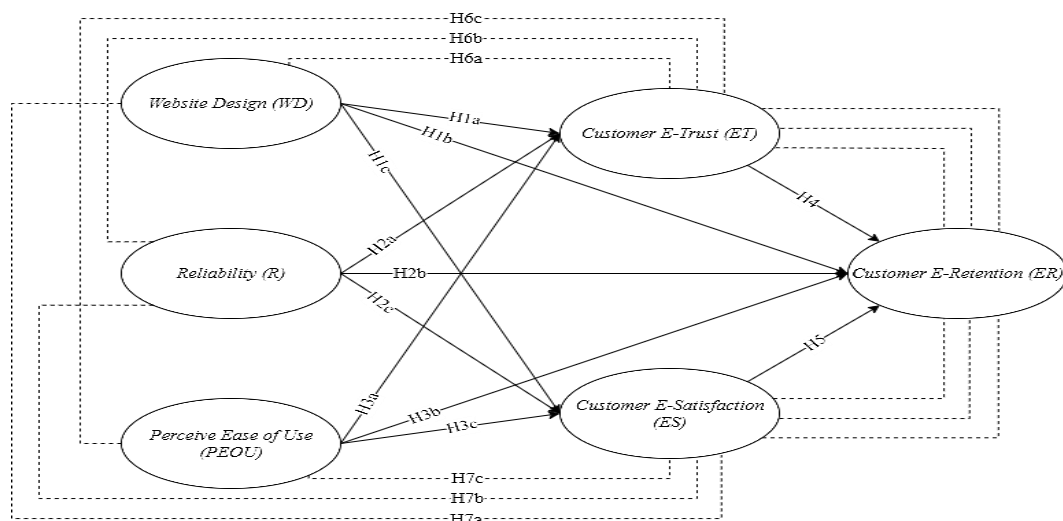 H6c
H6b
H6a
Website Design (WD)
H1a
H1b
H1c
Customer E-Trust (ET)
H4
H2a
Reliability (R)
H2b
H2c
Customer E-Retention (ER)
H5
H3a
H3b
H3c
Customer E-Satisfaction
(ES)
Perceive Ease of Use
(PEOU)
H7c
H7b
H7a